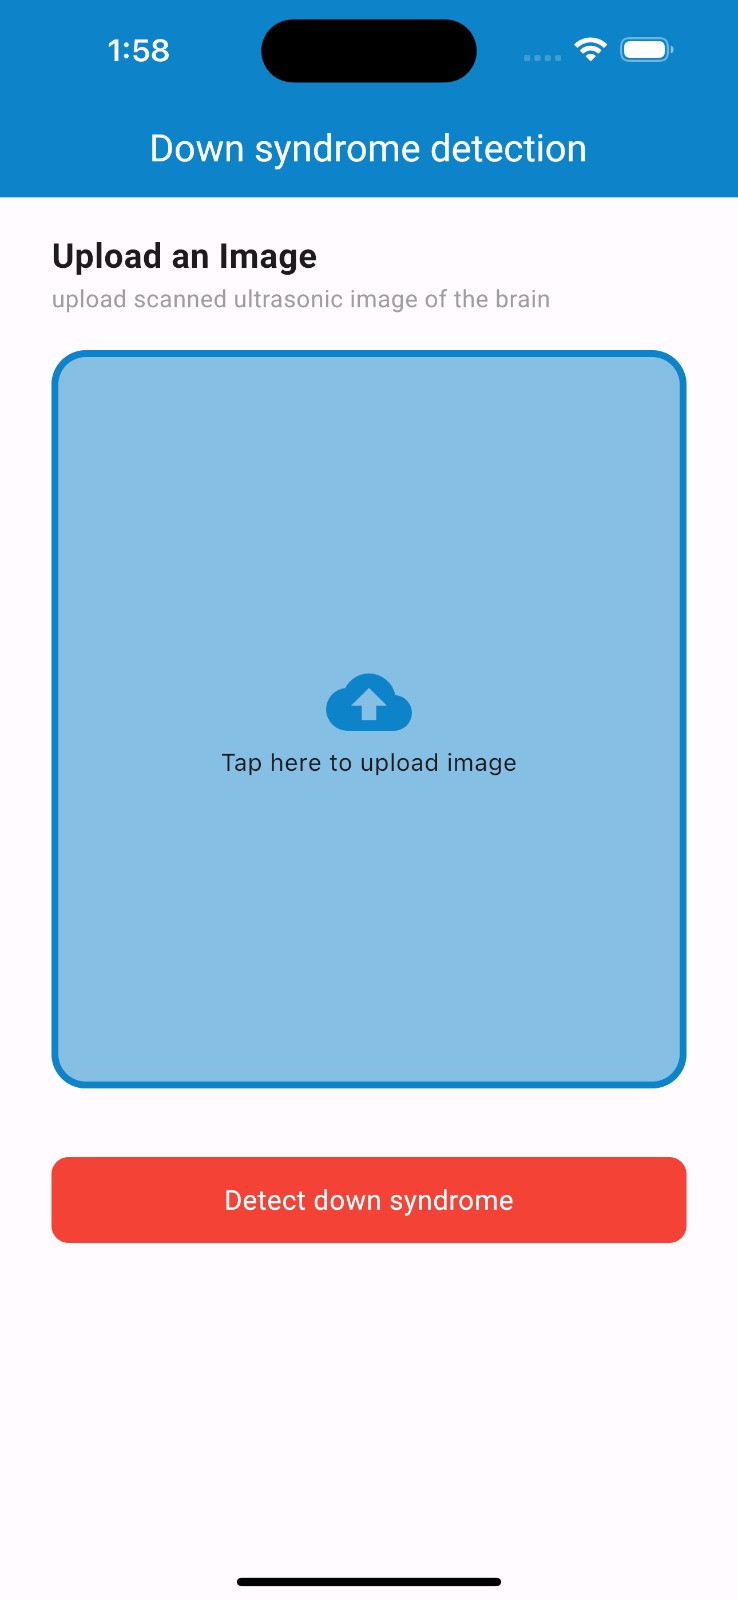 1:58
Down syndrome detection
Upload an Image
upload scanned ultrasonic image of the brain
Tap here to upload image
Detect down syndrome